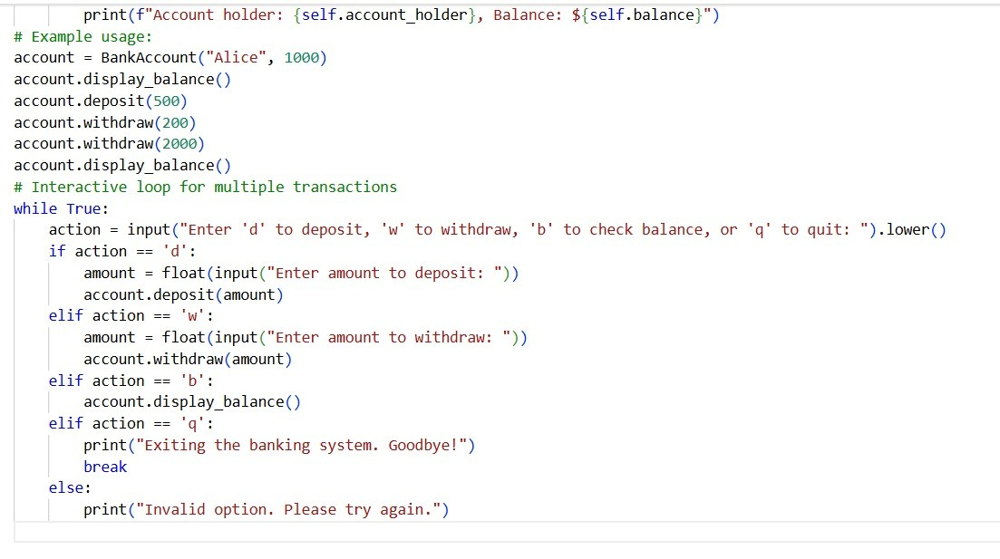 print(f"Account holder: {self.account_holder}, Balance: ${self.balance}")
# Example usage:
account = BankAccount("Alice", 1000)
account.display_balance()
account.deposit(500)
account.withdraw(200)
account.withdraw(2000)
account.display_balance()
# Interactive loop for multiple transactions
while True:
    action = input("Enter 'd' to deposit, 'w' to withdraw, 'b' to check balance, or 'q' to quit: ").lower()
    if action == 'd':
        amount = float(input("Enter amount to deposit: "))
        account.deposit(amount)
    elif action == 'w':
        amount = float(input("Enter amount to withdraw: "))
        account.withdraw(amount)
    elif action == 'b':
        account.display_balance()
    elif action == 'q':
        print("Exiting the banking system. Goodbye!")
        break
    else:
        print("Invalid option. Please try again.")